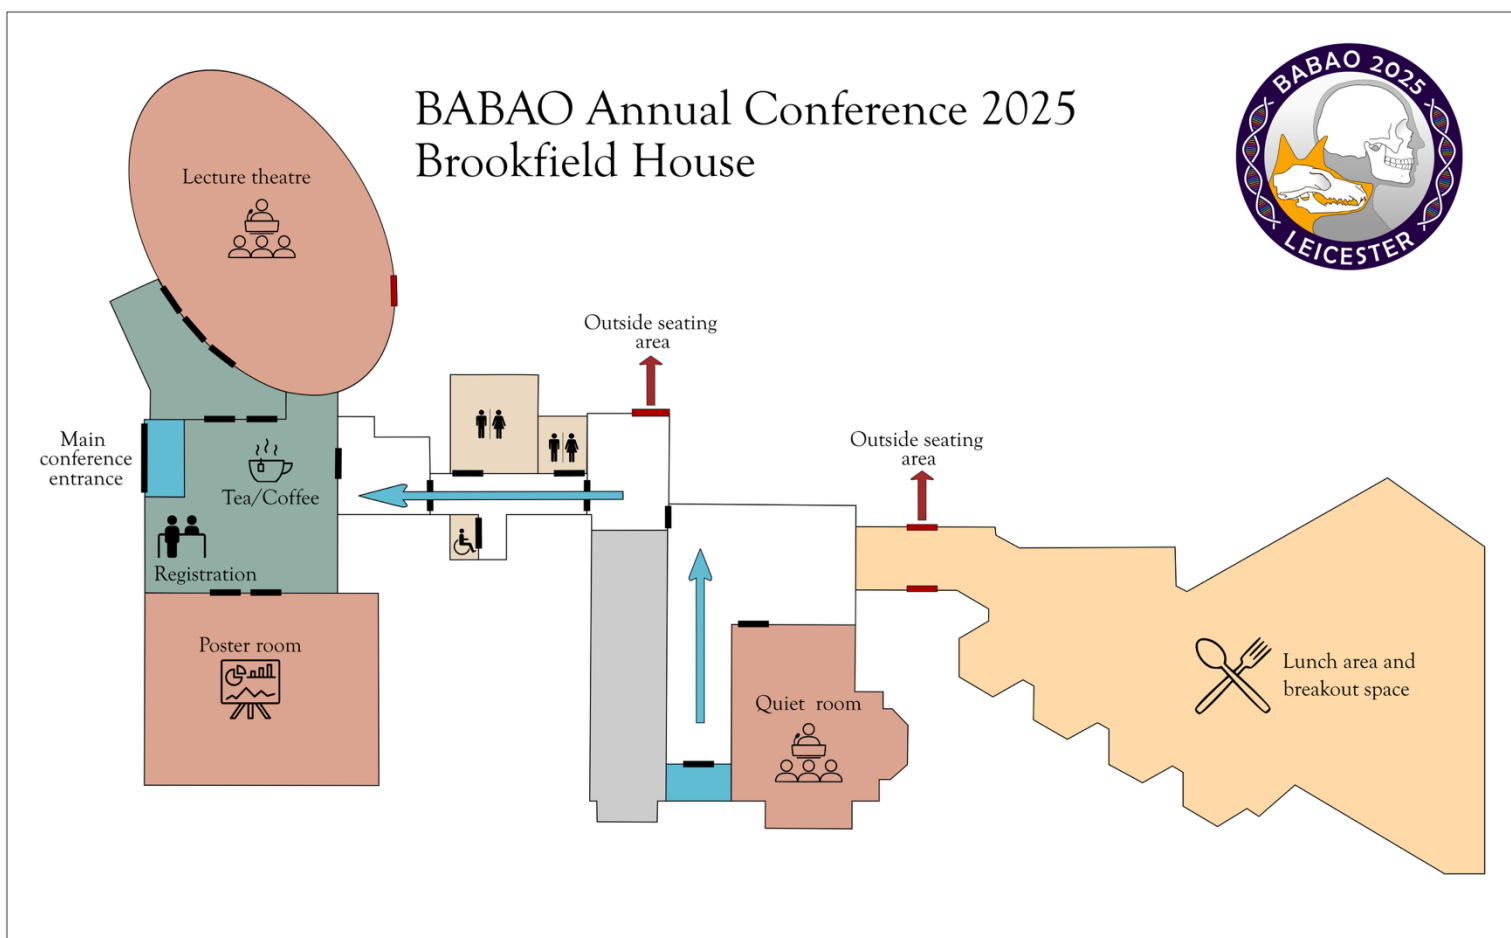 BABAO Annual Conference 2025
Brookfield House
BABAO 2025
LEICESTER
Lecture theatre
Outside seating
area
Main
conference
entrance
Tea/Coffee
Outside seating
area
Registration
Poster room
Quiet room
Lunch area and
breakout space